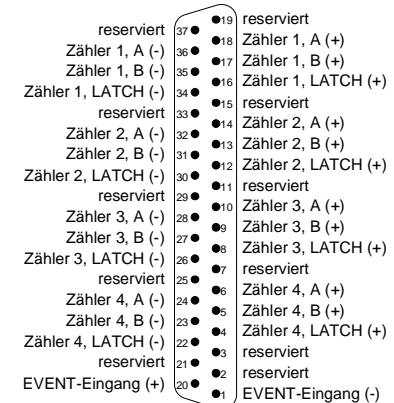 19 reserviert
reserviert 37
18 Zähler 1, A (+)
Zähler 1, A (-) 36
17 Zähler 1, B (+)
Zähler 1, B (-) 35
16 Zähler 1, LATCH (+)
Zähler 1, LATCH (-) 34
15 reserviert
reserviert 33
14 Zähler 2, A (+)
Zähler 2, A (-) 32
13 Zähler 2, B (+)
Zähler 2, B (-) 31
12 Zähler 2, LATCH (+)
Zähler 2, LATCH (-) 30
11 reserviert
reserviert 29
10 Zähler 3, A (+)
Zähler 3, A (-) 28
9 Zähler 3, B (+)
Zähler 3, B (-) 27
8 Zähler 3, LATCH (+)
Zähler 3, LATCH (-) 26
7 reserviert
reserviert 25
6 Zähler 4, A (+)
Zähler 4, A (-) 24
5 Zähler 4, B (+)
Zähler 4, B (-) 23
4 Zähler 4, LATCH (+)
Zähler 4, LATCH (-) 22
3 reserviert
reserviert 21
2 reserviert
EVENT-Eingang (+) 20
1 EVENT-Eingang (-)